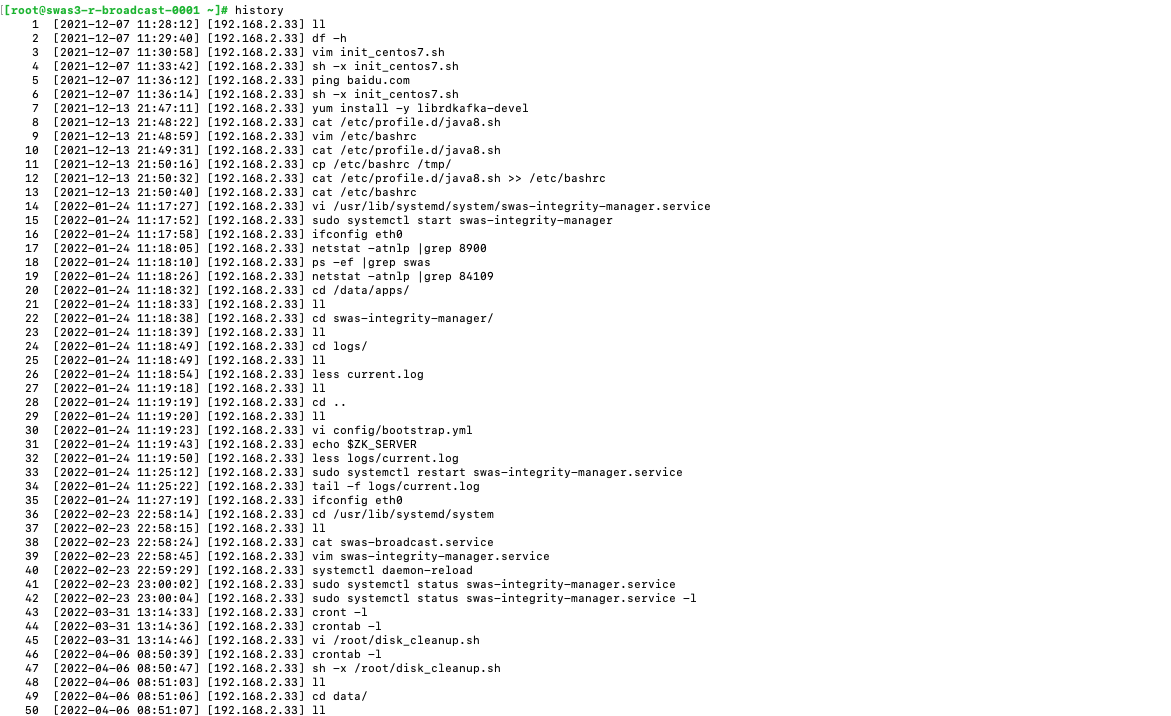 [root@swas3-r-broadcast-0001 ~]# history
1 [2021-12-07 11:28:12] [192.168.2.33] ll
2 [2021-12-07 11:29:40] [192.168.2.33] df -h
3 [2021-12-07 11:30:58] [192.168.2.33] vim init_centos7.sh
4 [2021-12-07 11:33:42] [192.168.2.33] sh -x init_centos7.sh
5 [2021-12-07 11:36:12] [192.168.2.33] ping baidu.com
6 [2021-12-07 11:36:14] [192.168.2.33] sh -x init_centos7.sh
7 [2021-12-13 21:47:11] [192.168.2.33] yum install -y librdkafka-devel
8 [2021-12-13 21:48:22] [192.168.2.33] cat /etc/profile.d/java8.sh
9 [2021-12-13 21:48:59] [192.168.2.33] vim /etc/bashrc
10 [2021-12-13 21:49:31] [192.168.2.33] cat /etc/profile.d/java8.sh
11 [2021-12-13 21:50:16] [192.168.2.33] cp /etc/bashrc /tmp/
12 [2021-12-13 21:50:32] [192.168.2.33] cat /etc/profile.d/java8.sh >> /etc/bashrc
13 [2021-12-13 21:50:40] [192.168.2.33] cat /etc/bashrc
14 [2022-01-24 11:17:27] [192.168.2.33] vi /usr/lib/systemd/system/swas-integrity-manager.service
15 [2022-01-24 11:17:52] [192.168.2.33] sudo systemctl start swas-integrity-manager
16 [2022-01-24 11:17:58] [192.168.2.33] ifconfig eth0
17 [2022-01-24 11:18:05] [192.168.2.33] netstat -atnlp |grep 8900
18 [2022-01-24 11:18:10] [192.168.2.33] ps -ef |grep swas
19 [2022-01-24 11:18:26] [192.168.2.33] netstat -atnlp |grep 84109
20 [2022-01-24 11:18:32] [192.168.2.33] cd /data/apps/
21 [2022-01-24 11:18:33] [192.168.2.33] ll
22 [2022-01-24 11:18:38] [192.168.2.33] cd swas-integrity-manager/
23 [2022-01-24 11:18:39] [192.168.2.33] ll
24 [2022-01-24 11:18:49] [192.168.2.33] cd logs/
25 [2022-01-24 11:18:49] [192.168.2.33] ll
26 [2022-01-24 11:18:54] [192.168.2.33] less current.log
27 [2022-01-24 11:19:18] [192.168.2.33] ll
28 [2022-01-24 11:19:19] [192.168.2.33] cd ..
29 [2022-01-24 11:19:20] [192.168.2.33] ll
30 [2022-01-24 11:19:23] [192.168.2.33] vi config/bootstrap.yml
31 [2022-01-24 11:19:43] [192.168.2.33] echo $ZK_SERVER
32 [2022-01-24 11:19:50] [192.168.2.33] less logs/current.log
33 [2022-01-24 11:25:12] [192.168.2.33] sudo systemctl restart swas-integrity-manager.service
34 [2022-01-24 11:25:22] [192.168.2.33] tail -f logs/current.log
35 [2022-01-24 11:27:19] [192.168.2.33] ifconfig eth0
36 [2022-02-23 22:58:14] [192.168.2.33] cd /usr/lib/systemd/system
37 [2022-02-23 22:58:15] [192.168.2.33] ll
38 [2022-02-23 22:58:24] [192.168.2.33] cat swas-broadcast.service
39 [2022-02-23 22:58:45] [192.168.2.33] vim swas-integrity-manager.service
40 [2022-02-23 22:59:29] [192.168.2.33] systemctl daemon-reload
41 [2022-02-23 23:00:02] [192.168.2.33] sudo systemctl status swas-integrity-manager.service
42 [2022-02-23 23:00:04] [192.168.2.33] sudo systemctl status swas-integrity-manager.service -l
43 [2022-03-31 13:14:33] [192.168.2.33] cront -l
44 [2022-03-31 13:14:36] [192.168.2.33] crontab -l
45 [2022-03-31 13:14:46] [192.168.2.33] vi /root/disk_cleanup.sh
46 [2022-04-06 08:50:39] [192.168.2.33] crontab -l
47 [2022-04-06 08:50:47] [192.168.2.33] sh -x /root/disk_cleanup.sh
48 [2022-04-06 08:51:03] [192.168.2.33] ll
49 [2022-04-06 08:51:06] [192.168.2.33] cd data/
50 [2022-04-06 08:51:07] [192.168.2.33] ll